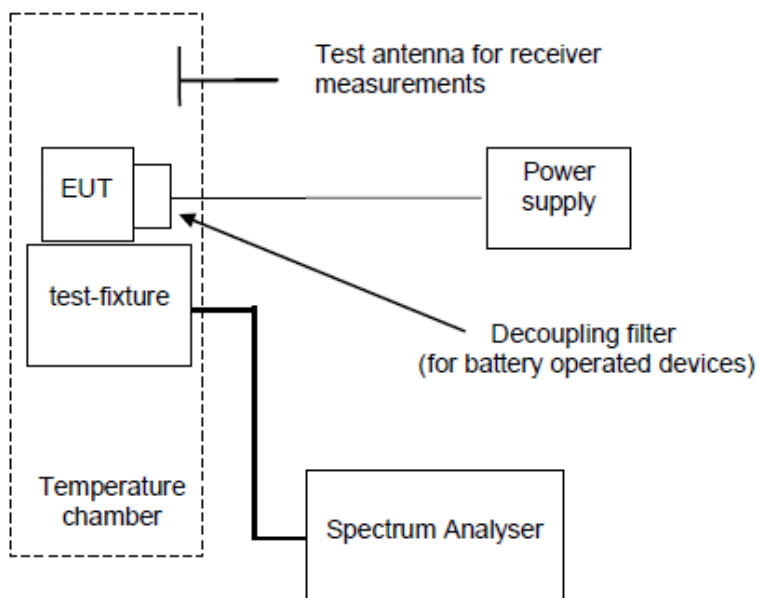 Test antenna for receiver
measurements
EUT
Power
supply
test-fixture
Decoupling filter
(for battery operated devices)
Temperature
chamber
Spectrum Analyser